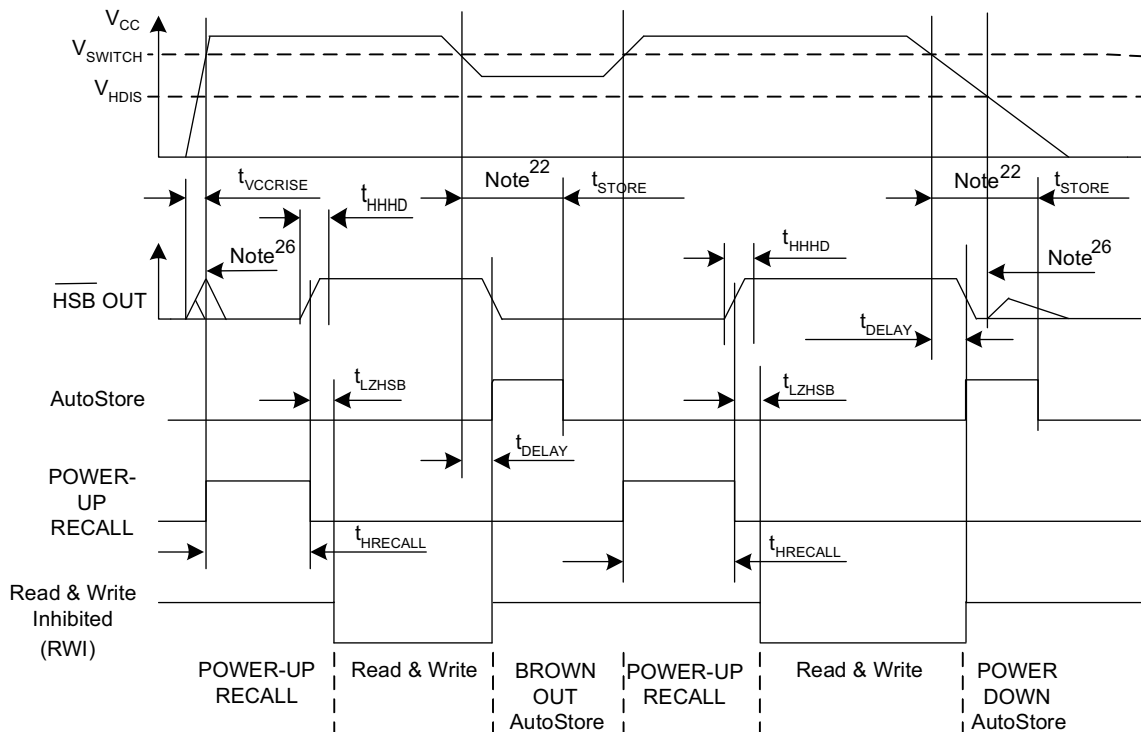 VCC
VSWITCH
VHDIS
tVCCRISE
tHHHD
Note22
tSTORE
Note22
tSTORE
Note26
tHHHD
Note26
HSB OUT
tDELAY
tLZHSB
tLZHSB
AutoStore
tDELAY
POWER-
UP
RECALL
tHRECALL
tHRECALL
Read & Write
Inhibited
(RWI)
POWER-UP
RECALL
Read & Write
BROWN
OUT
AutoStore
POWER-UP
RECALL
Read & Write
POWER
DOWN
AutoStore